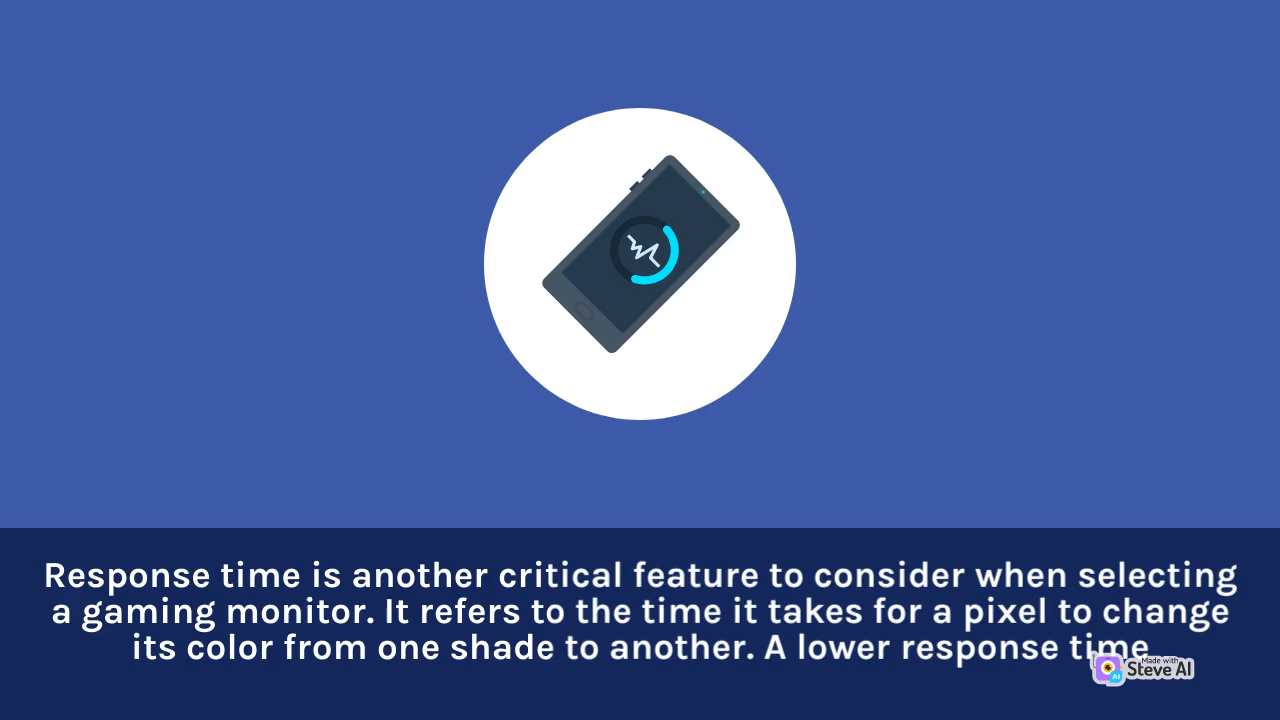 Response time is another critical feature to consider when selecting
a gaming monitor. It refers to the time it takes for a pixel to change
its color from one shade to another. A lower response time
Made with
Steve AI
AI